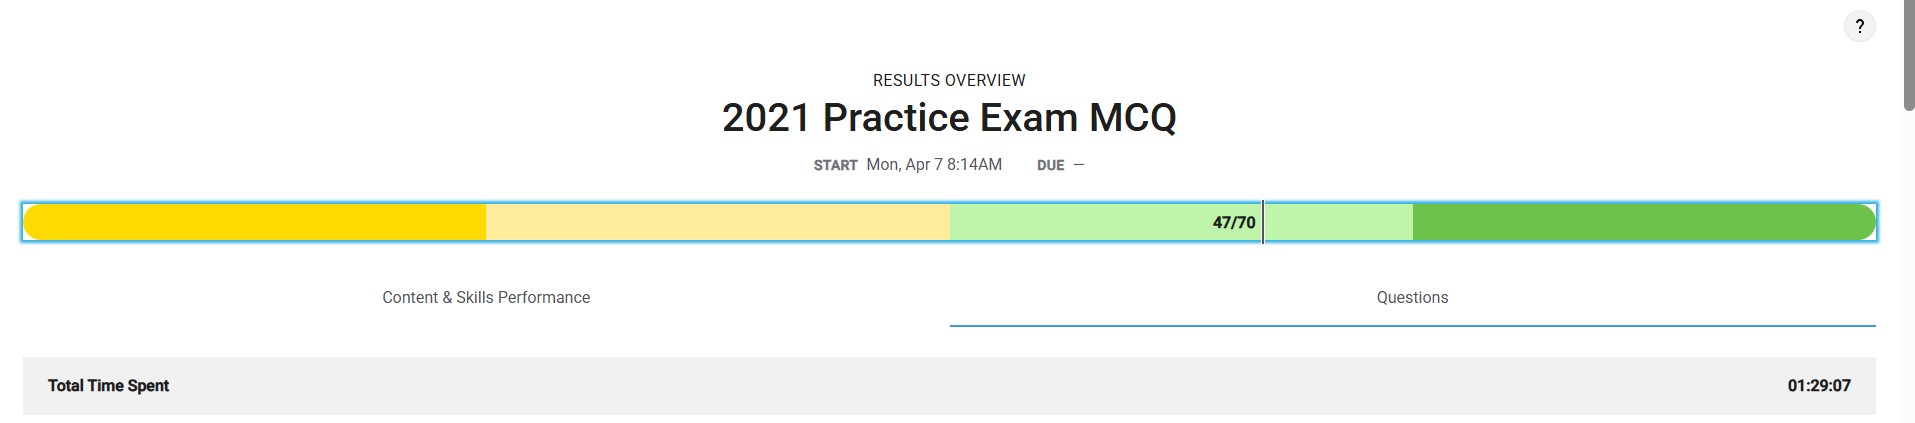 ?
RESULTS OVERVIEW
2021 Practice Exam MCQ
START Mon, Apr 7 8:14AM DUE —
47/70
Content & Skills Performance Questions
Total Time Spent 01:29:07